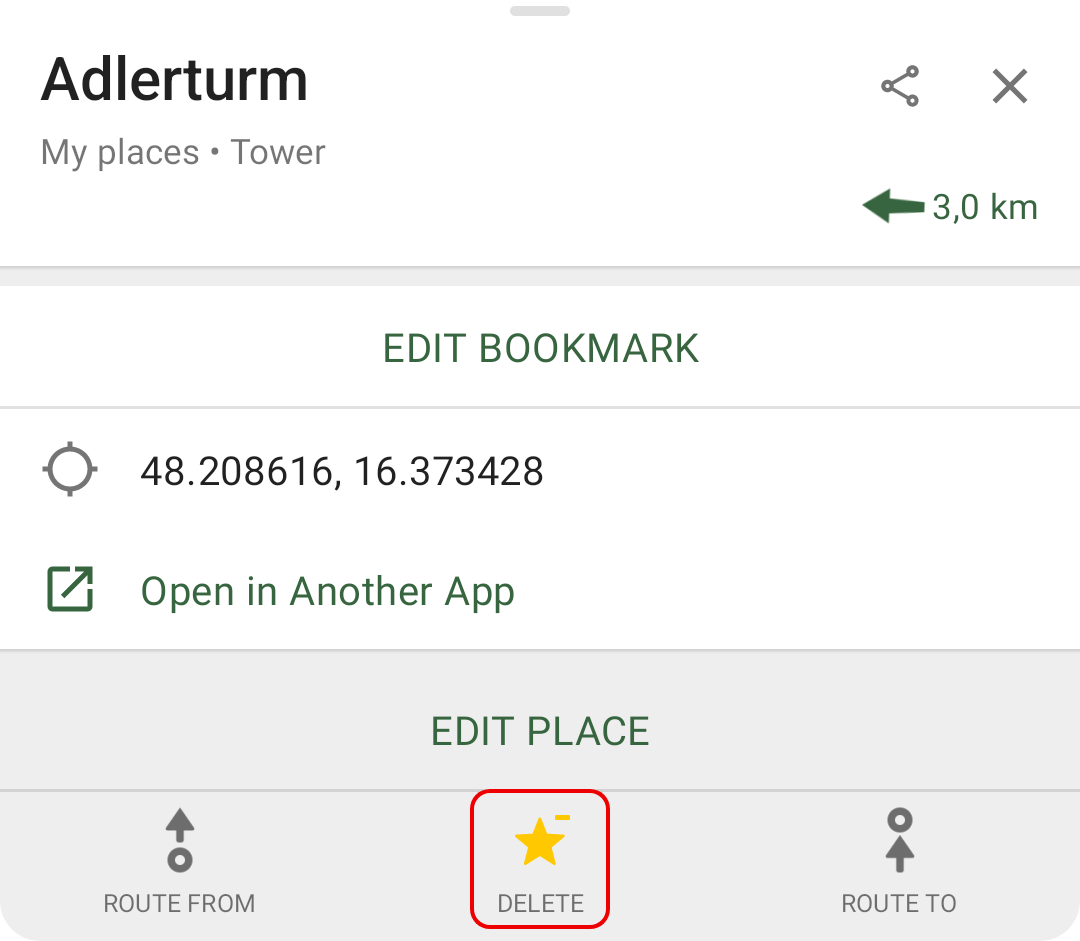 Adlerturm
My places • Tower
3,0 km
EDIT BOOKMARK
48.208616, 16.373428
Open in Another App
EDIT PLACE
ROUTE FROM
DELETE
ROUTE TO